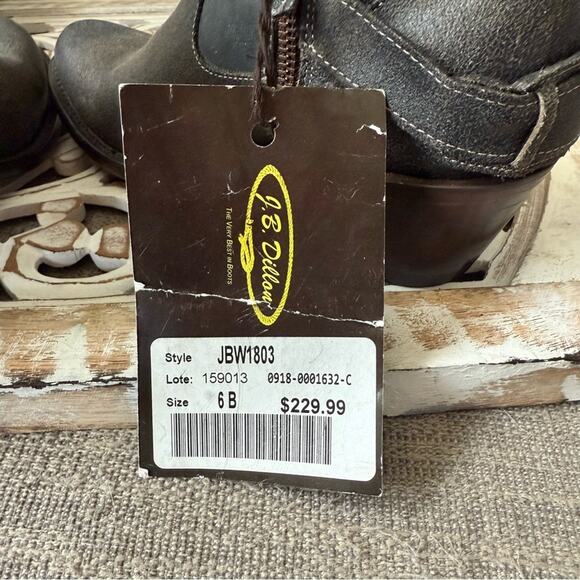 J.B. Dillon
THE VERY BEST IN BOOTS
Style JBW1803
Lote: 159013 0918-0001632-C
Size 6 B $229.99